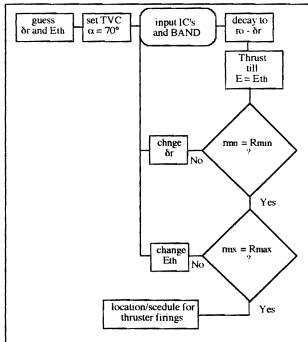 guess
δr and Eth
set TVC
α = 70°
input IC's
and BAND
decay to
ro - δr
Thrust
till
E = Eth
rmn = Rmin
?
chnge
δr
No
Yes
rmx = Rmax
?
change
Eth
No
Yes
location/scedule for
thruster firings